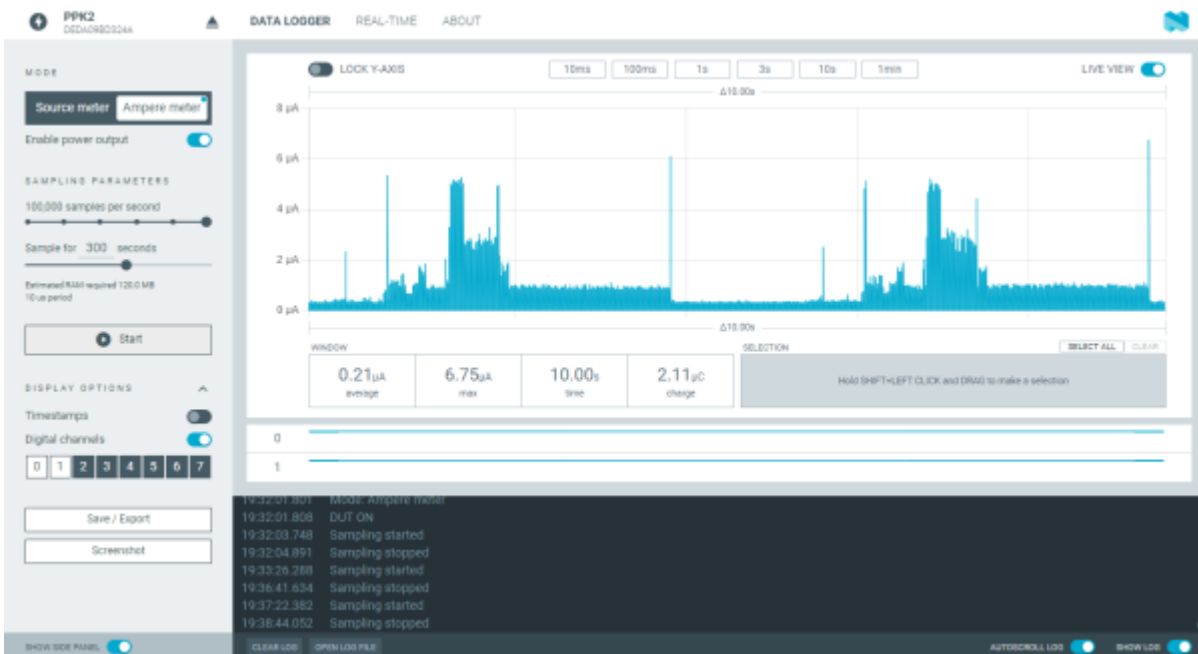 PPK2
DATA LOGGER REAL-TIME ABOUT
MODE
Source meter Ampere meter
Enable power output
SAMPLING PARAMETERS
100,000 samples per second
Sample for 300 seconds
Estimated RAM required 120.0 MB
10 us period
Start
DISPLAY OPTIONS
Timestamps
Digital channels
0 1 2 3 4 5 6 7
Save / Export
Screenshot
SHOW SIDE PANEL
LOCK Y-AXIS 10ms 100ms 1s 3s 10s 1min LIVE VIEW
Δ10.00s
8 µA
6 µA
4 µA
2 µA
0 µA
Δ10.00s
WINDOW SELECTION SELECT ALL CLEAR
0.21µA 6.75µA 10.00s 2.11µC
average max time charge
Hold SHIFT+LEFT CLICK and DRAG to make a selection
0
1
19:32:01.801 Mode: Ampere meter
19:32:01.808 DUT ON
19:32:03.748 Sampling started
19:32:04.891 Sampling stopped
19:33:26.288 Sampling started
19:36:41.634 Sampling stopped
19:37:22.382 Sampling started
19:38:44.052 Sampling stopped
CLEAR LOG OPEN LOG FILE AUTOSCROLL LOG SHOW LOG